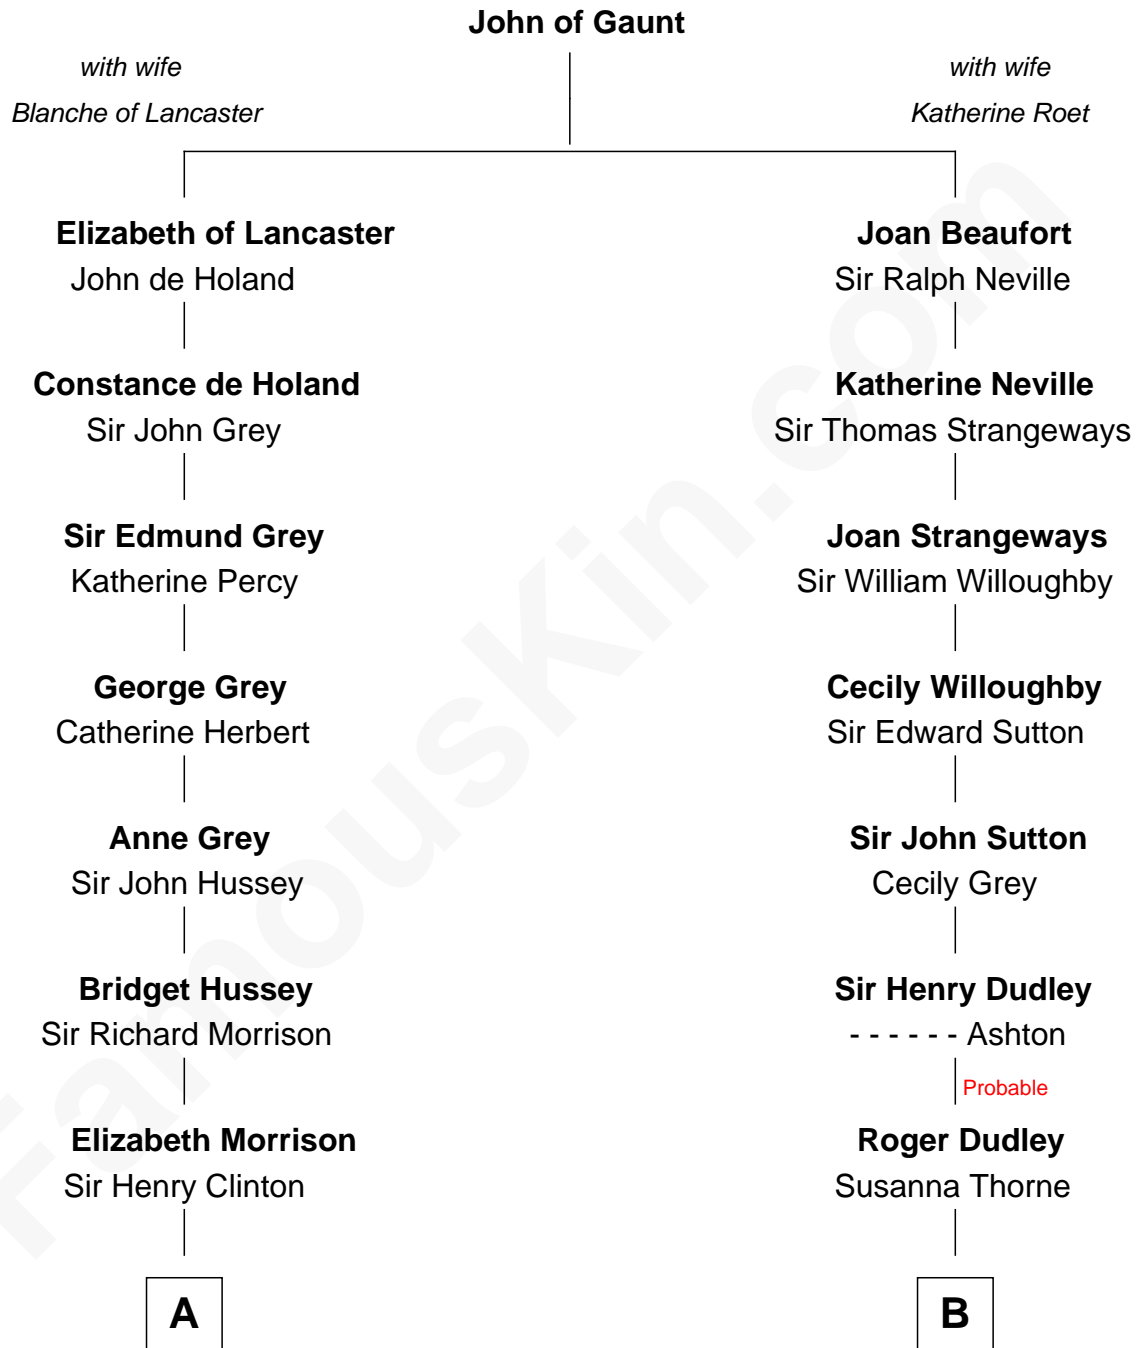 John of Gaunt
with wife
Blanche of Lancaster
with wife
Katherine Roet
Elizabeth of Lancaster
John de Holand
Joan Beaufort
Sir Ralph Neville
Constance de Holand
Sir John Grey
Katherine Neville
Sir Thomas Strangeways
Sir Edmund Grey
Katherine Percy
Joan Strangeways
Sir William Willoughby
George Grey
Catherine Herbert
Cecily Willoughby
Sir Edward Sutton
Anne Grey
Sir John Hussey
Sir John Sutton
Cecily Grey
Bridget Hussey
Sir Richard Morrison
Sir Henry Dudley
- - - - - - Ashton
Probable
Elizabeth Morrison
Sir Henry Clinton
Roger Dudley
Susanna Thorne
A
B
FamousKin.com